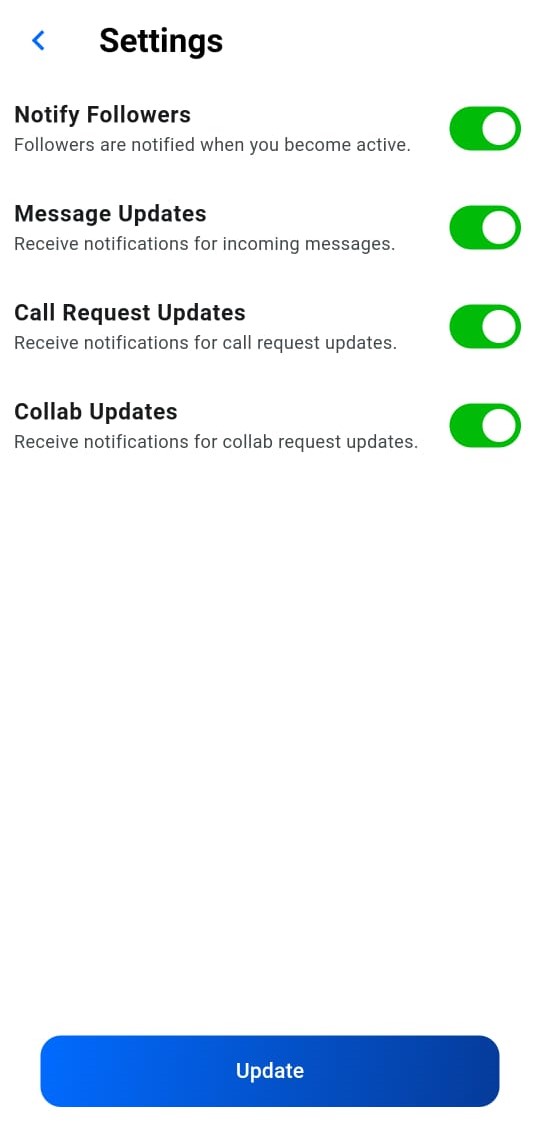 Settings
Notify Followers
Followers are notified when you become active.
Message Updates
Receive notifications for incoming messages.
Call Request Updates
Receive notifications for call request updates.
Collab Updates
Receive notifications for collab request updates.
Update